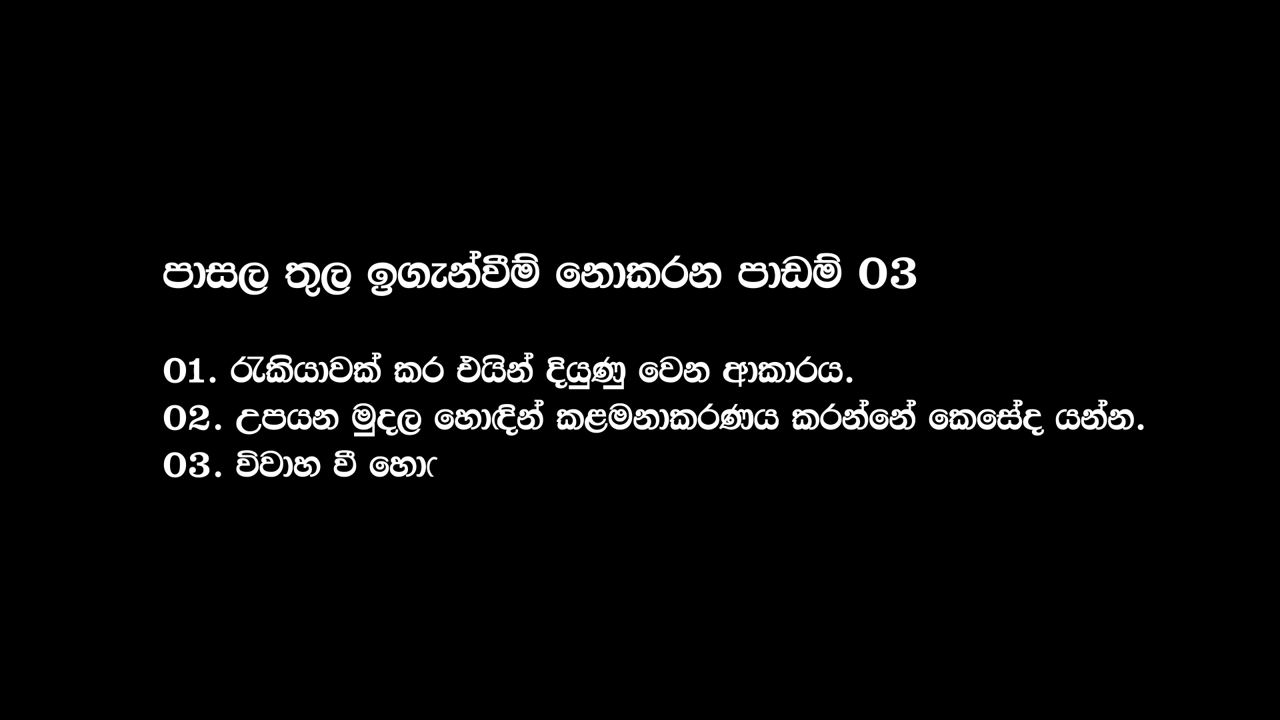 පාසල තුල ඉගැන්වීම් නොකරන පාඩම් 03
01. රැකියාවක් කර එයින් දියුණු වෙන ආකාරය.
02. උපයන මුදල හොඳින් කළමනාකරණය කරන්නේ කෙසේද යන්න.
03. විවාහ වී